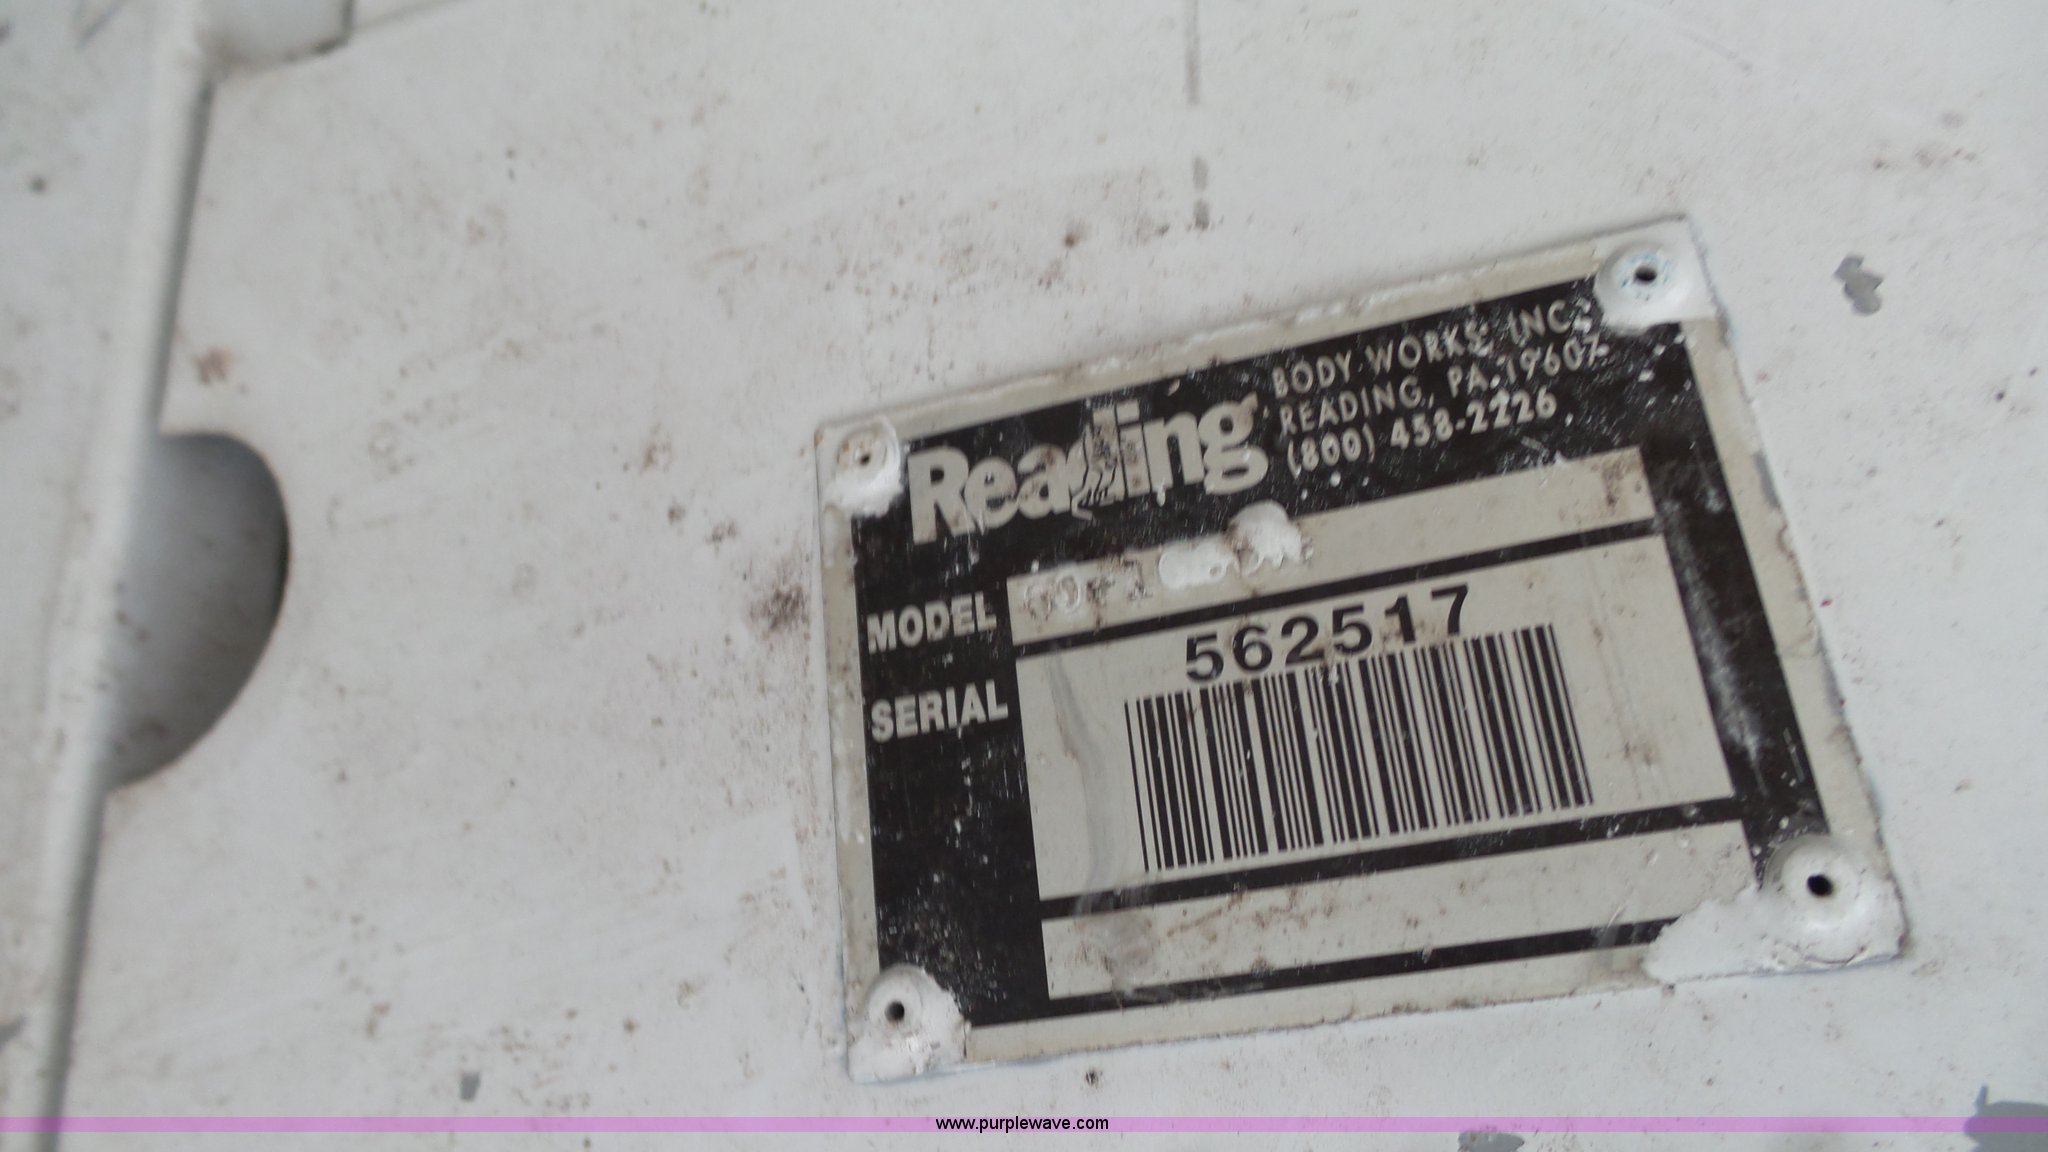 Reading
BODY WORKS, INC.
READING, PA. 19607
(800) 458-2226
MODEL
SERIAL
562517
www.purplewave.com